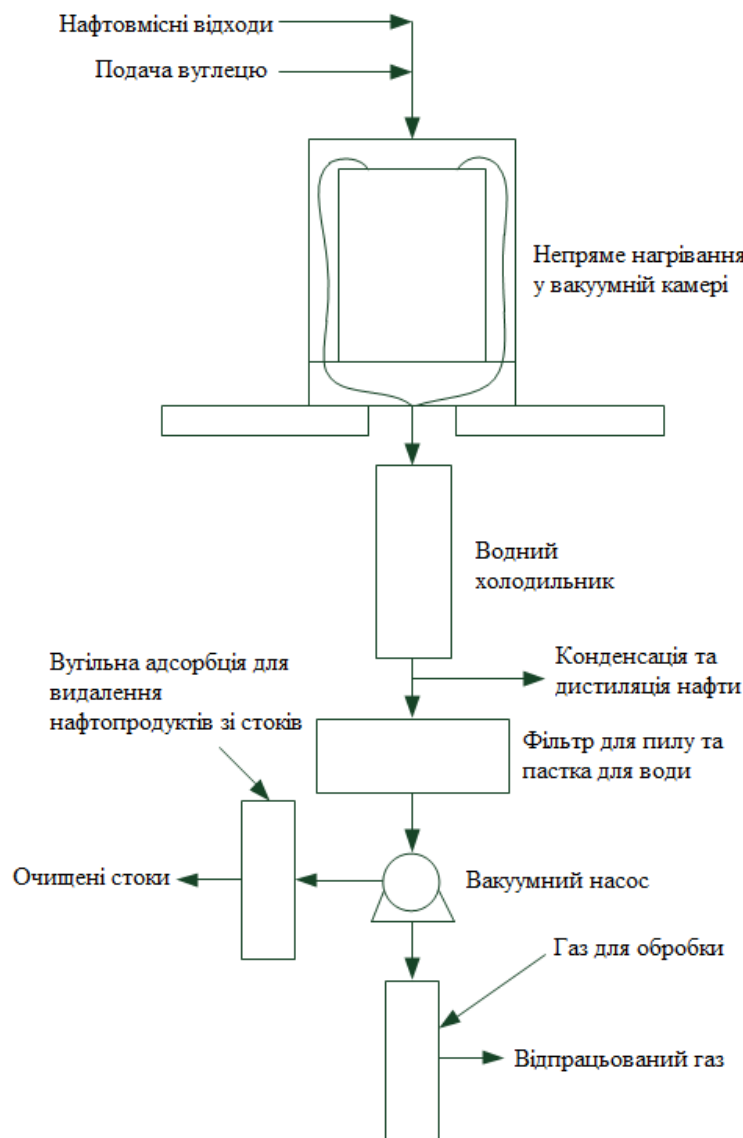 Нафтовмісні відходи
Подача вуглецю
Непряме нагрівання
у вакуумній камері
Водний
холодильник
Вугільна адсорбція для
видалення
нафтопродуктів зі стоків
Конденсація та
дистиляція нафти
Фільтр для пилу та
пастка для води
Очищені стоки
Вакуумний насос
Газ для обробки
Відпрацьований газ